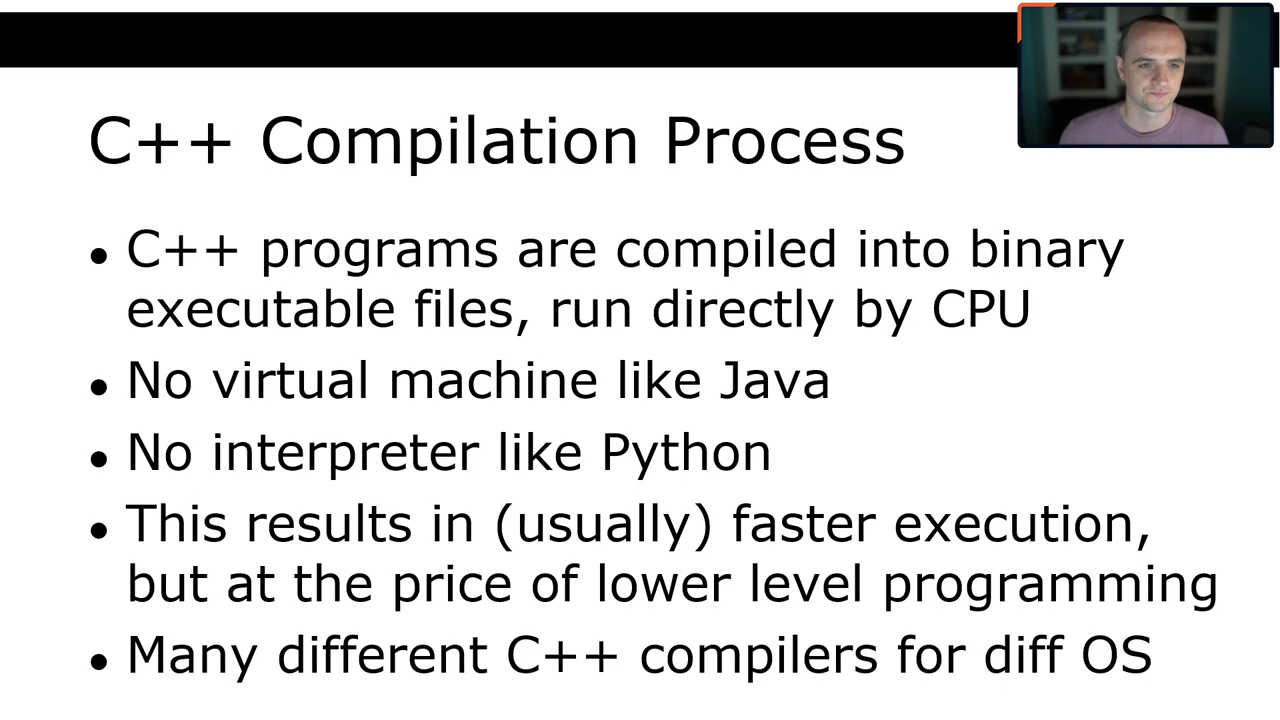 C++ Compilation Process
• C++ programs are compiled into binary
executable files, run directly by CPU
• No virtual machine like Java
• No interpreter like Python
• This results in (usually) faster execution,
but at the price of lower level programming
• Many different C++ compilers for diff OS